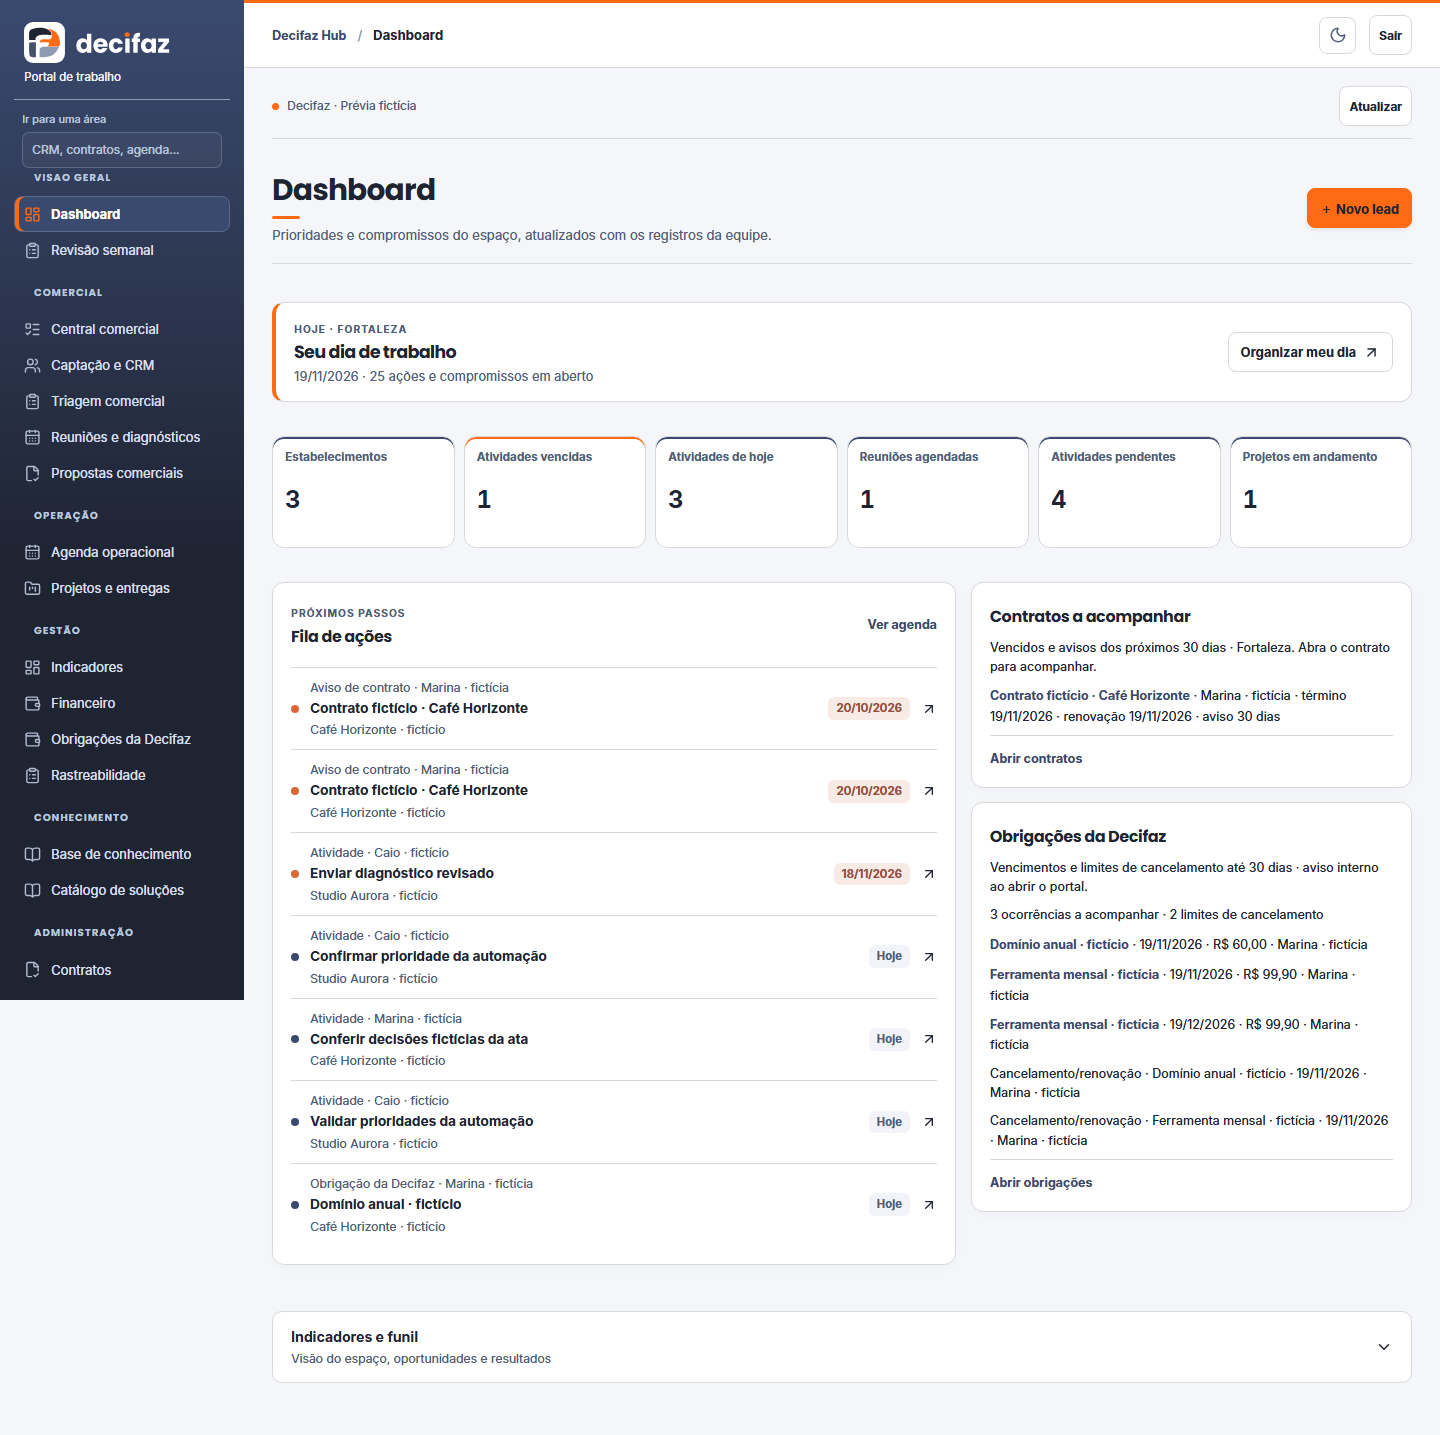 decifaz
Portal de trabalho
Ir para uma área
CRM, contratos, agenda...
VISAO GERAL
Dashboard
Revisão semanal
COMERCIAL
Central comercial
Captação e CRM
Triagem comercial
Reuniões e diagnósticos
Propostas comerciais
OPERAÇÃO
Agenda operacional
Projetos e entregas
GESTÃO
Indicadores
Financeiro
Obrigações da Decifaz
Rastreabilidade
CONHECIMENTO
Base de conhecimento
Catálogo de soluções
ADMINISTRAÇÃO
Contratos
Decifaz Hub / Dashboard
Sair
Decifaz · Prévia fictícia
Atualizar
Dashboard
Prioridades e compromissos do espaço, atualizados com os registros da equipe.
+ Novo lead
HOJE · FORTALEZA
Seu dia de trabalho
19/11/2026 · 25 ações e compromissos em aberto
Organizar meu dia
Estabelecimentos
3
Atividades vencidas
1
Atividades de hoje
3
Reuniões agendadas
1
Atividades pendentes
4
Projetos em andamento
1
PRÓXIMOS PASSOS
Fila de ações
Ver agenda
Aviso de contrato · Marina · fictícia
Contrato fictício · Café Horizonte
Café Horizonte · fictício
20/10/2026
Aviso de contrato · Marina · fictícia
Contrato fictício · Café Horizonte
Café Horizonte · fictício
20/10/2026
Atividade · Caio · fictício
Enviar diagnóstico revisado
Studio Aurora · fictício
18/11/2026
Atividade · Caio · fictício
Confirmar prioridade da automação
Studio Aurora · fictício
Hoje
Atividade · Marina · fictícia
Conferir decisões fictícias da ata
Café Horizonte · fictício
Hoje
Atividade · Caio · fictício
Validar prioridades da automação
Studio Aurora · fictício
Hoje
Obrigação da Decifaz · Marina · fictícia
Domínio anual · fictício
Café Horizonte · fictício
Hoje
Contratos a acompanhar
Vencidos e avisos dos próximos 30 dias · Fortaleza. Abra o contrato
para acompanhar.
Contrato fictício · Café Horizonte · Marina · fictícia · término
19/11/2026 · renovação 19/11/2026 · aviso 30 dias
Abrir contratos
Obrigações da Decifaz
Vencimentos e limites de cancelamento até 30 dias · aviso interno
ao abrir o portal.
3 ocorrências a acompanhar · 2 limites de cancelamento
Domínio anual · fictício · 19/11/2026 · R$ 60,00 · Marina · fictícia
Ferramenta mensal · fictícia · 19/11/2026 · R$ 99,90 · Marina ·
fictícia
Ferramenta mensal · fictícia · 19/12/2026 · R$ 99,90 · Marina ·
fictícia
Cancelamento/renovação · Domínio anual · fictício · 19/11/2026 ·
Marina · fictícia
Cancelamento/renovação · Ferramenta mensal · fictícia · 19/11/2026
· Marina · fictícia
Abrir obrigações
Indicadores e funil
Visão do espaço, oportunidades e resultados